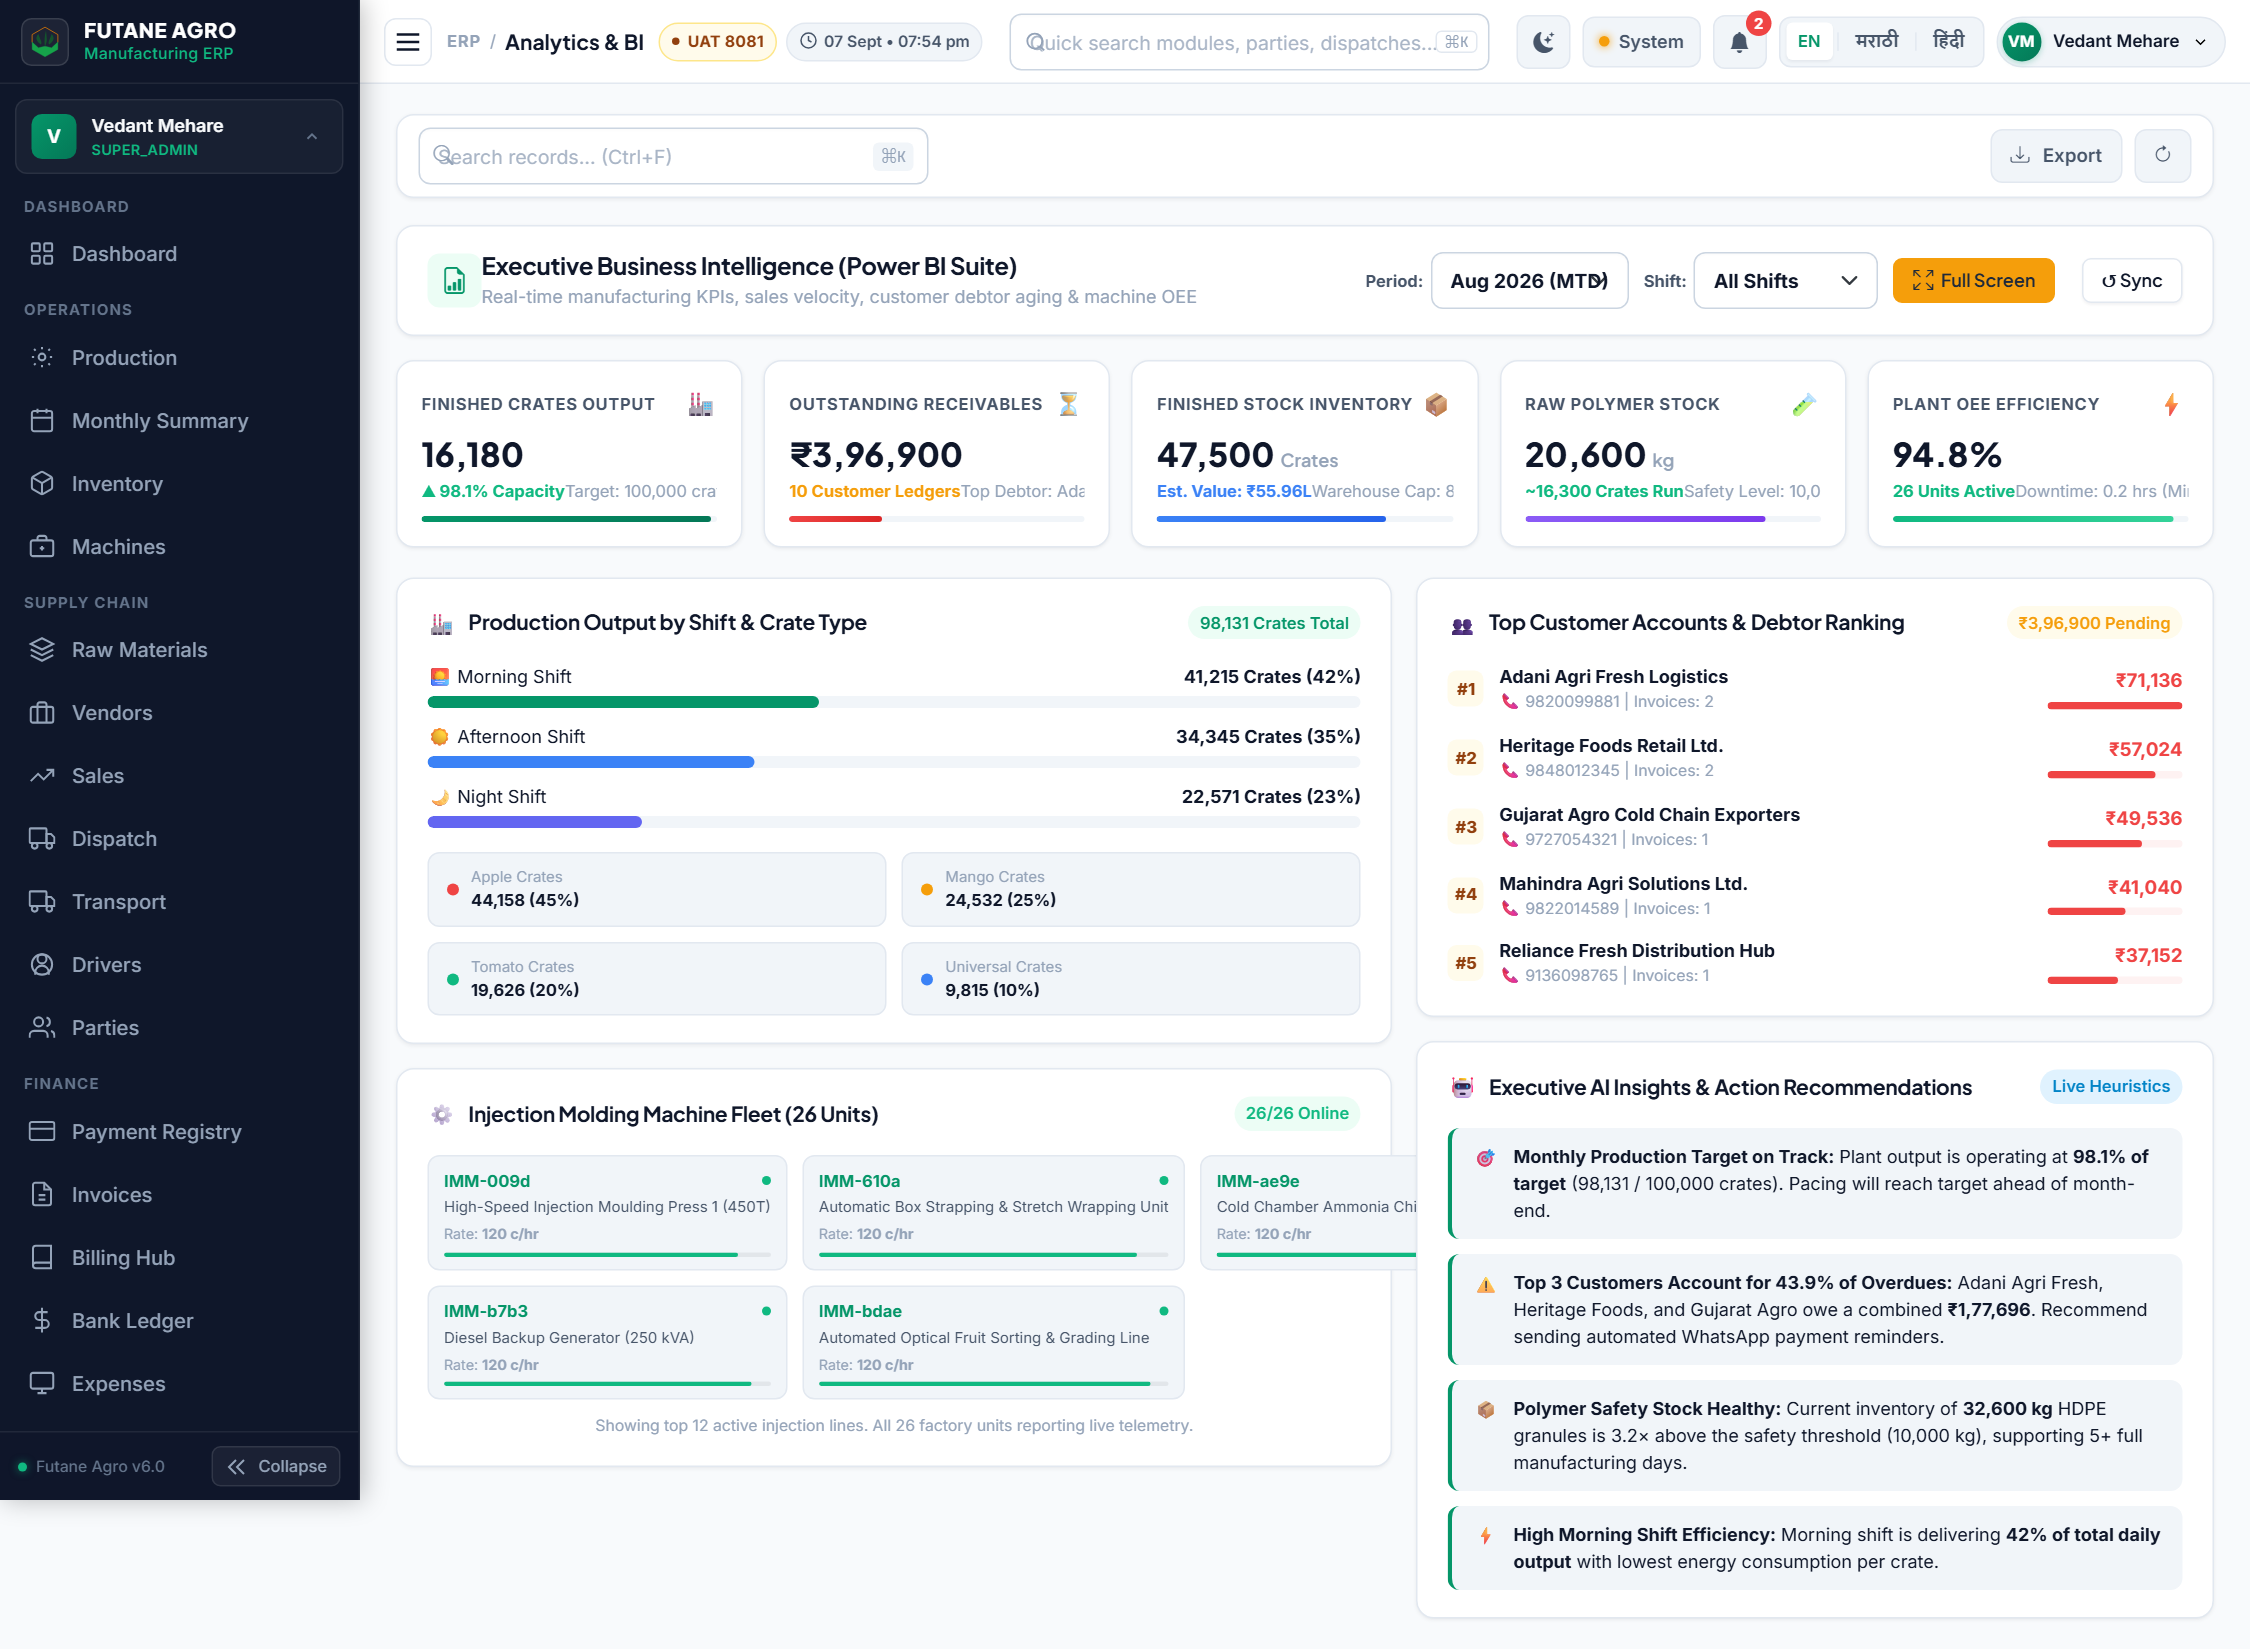 FUTANE AGRO
Manufacturing ERP
Vedant Mehare
SUPER_ADMIN
DASHBOARD
Dashboard
OPERATIONS
Production
Monthly Summary
Inventory
Machines
SUPPLY CHAIN
Raw Materials
Vendors
Sales
Dispatch
Transport
Drivers
Parties
FINANCE
Payment Registry
Invoices
Billing Hub
Bank Ledger
Expenses
Futane Agro v6.0
Collapse
ERP / Analytics & BI
UAT 8081
07 Sept • 07:54 pm
Quick search modules, parties, dispatches... ⌘K
System
2
EN
मराठी
हिंदी
VM
Vedant Mehare
V
Search records... (Ctrl+F) ⌘K
Export
Executive Business Intelligence (Power BI Suite)
Real-time manufacturing KPIs, sales velocity, customer debtor aging & machine OEE
Period: Aug 2026 (MTD)
Shift: All Shifts
Full Screen
↺ Sync
FINISHED CRATES OUTPUT
16,180
▲ 98.1% Capacity Target: 100,000 cra
OUTSTANDING RECEIVABLES
₹3,96,900
10 Customer Ledgers Top Debtor: Ada
FINISHED STOCK INVENTORY
47,500 Crates
Est. Value: ₹55.96L Warehouse Cap: 8
RAW POLYMER STOCK
20,600 kg
~16,300 Crates Run Safety Level: 10,0
PLANT OEE EFFICIENCY
94.8%
26 Units Active Downtime: 0.2 hrs (Mi
Production Output by Shift & Crate Type
98,131 Crates Total
Morning Shift 41,215 Crates (42%)
Afternoon Shift 34,345 Crates (35%)
Night Shift 22,571 Crates (23%)
Apple Crates
44,158 (45%)
Mango Crates
24,532 (25%)
Tomato Crates
19,626 (20%)
Universal Crates
9,815 (10%)
Injection Molding Machine Fleet (26 Units)
26/26 Online
IMM-009d
High-Speed Injection Moulding Press 1 (450T)
Rate: 120 c/hr
IMM-610a
Automatic Box Strapping & Stretch Wrapping Unit
Rate: 120 c/hr
IMM-ae9e
Cold Chamber Ammonia Chi
Rate: 120 c/hr
IMM-b7b3
Diesel Backup Generator (250 kVA)
Rate: 120 c/hr
IMM-bdae
Automated Optical Fruit Sorting & Grading Line
Rate: 120 c/hr
Showing top 12 active injection lines. All 26 factory units reporting live telemetry.
Top Customer Accounts & Debtor Ranking
₹3,96,900 Pending
#1
Adani Agri Fresh Logistics
9820099881 | Invoices: 2
₹71,136
#2
Heritage Foods Retail Ltd.
9848012345 | Invoices: 2
₹57,024
#3
Gujarat Agro Cold Chain Exporters
9727054321 | Invoices: 1
₹49,536
#4
Mahindra Agri Solutions Ltd.
9822014589 | Invoices: 1
₹41,040
#5
Reliance Fresh Distribution Hub
9136098765 | Invoices: 1
₹37,152
Executive AI Insights & Action Recommendations
Live Heuristics
Monthly Production Target on Track: Plant output is operating at 98.1% of
target (98,131 / 100,000 crates). Pacing will reach target ahead of month-
end.
Top 3 Customers Account for 43.9% of Overdues: Adani Agri Fresh,
Heritage Foods, and Gujarat Agro owe a combined ₹1,77,696. Recommend
sending automated WhatsApp payment reminders.
Polymer Safety Stock Healthy: Current inventory of 32,600 kg HDPE
granules is 3.2× above the safety threshold (10,000 kg), supporting 5+ full
manufacturing days.
High Morning Shift Efficiency: Morning shift is delivering 42% of total daily
output with lowest energy consumption per crate.